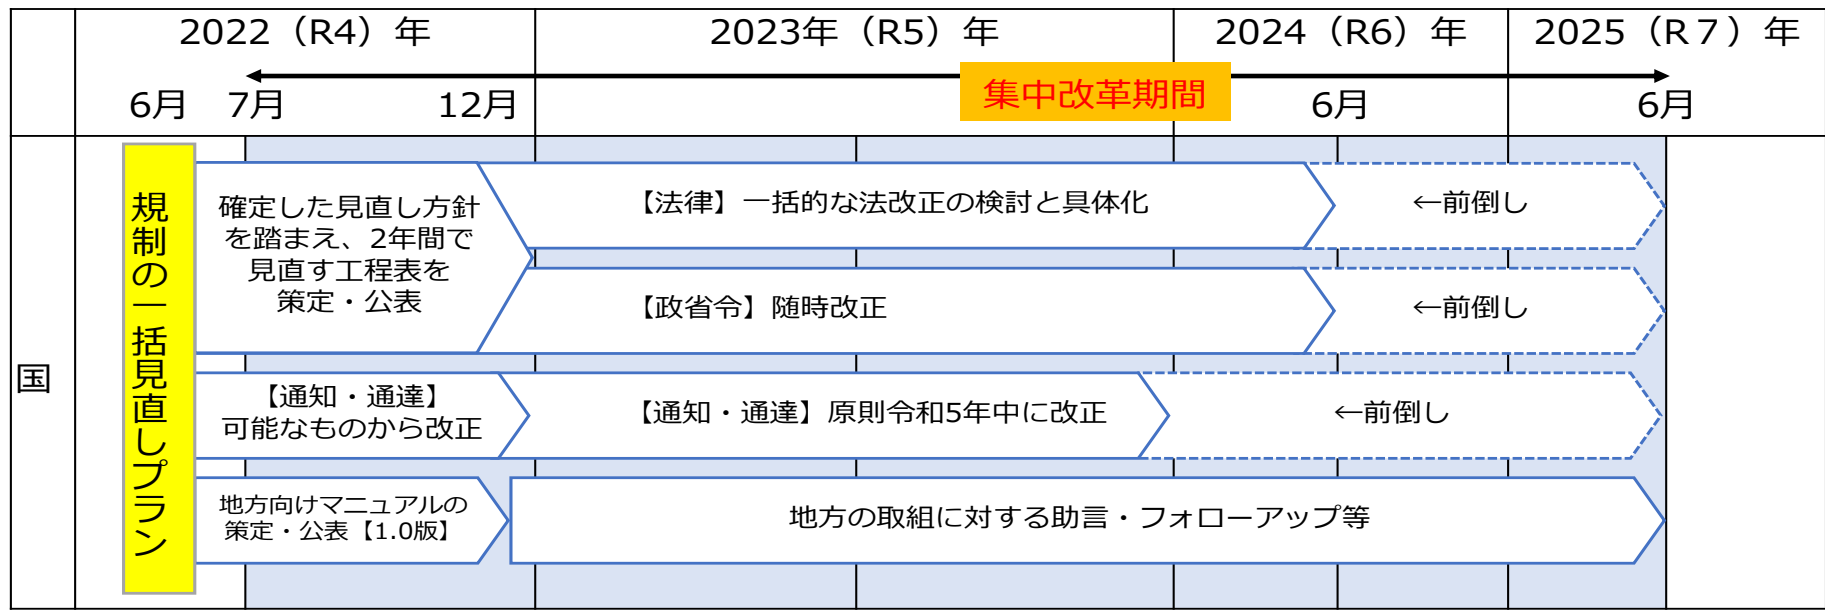 2022（R4）年
2023年（R5）年
2024（R6）年
2025（R７）年
集中改革期間
6月
7月
12月
6月
6月
国
規制の一括見直しプラン
確定した見直し方針
を踏まえ、2年間で
見直す工程表を
策定・公表
【法律】一括的な法改正の検討と具体化
←前倒し
【政省令】随時改正
←前倒し
【通知・通達】
可能なものから改正
【通知・通達】原則令和5年中に改正
←前倒し
地方向けマニュアルの
策定・公表【1.0版】
地方の取組に対する助言・フォローアップ等